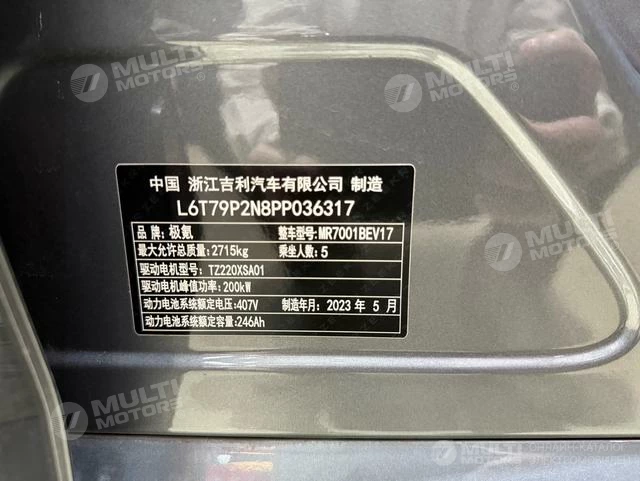 MULTI MOTORS®
MULTI MOTORS®
中国 浙江吉利汽车有限公司 制造
L6T79P2N8PP036317
品牌: 极氪 整车型号: MR7001BEV17
最大允许总质量: 2715kg 乘坐人数: 5
驱动电机型号: TZ220XSA01
驱动电机峰值功率: 200kW
动力电池系统额定电压: 407V 制造年月: 2023 年 5 月
动力电池系统额定容量: 246Ah
MULTI MOTORS
MULTI MOTORS